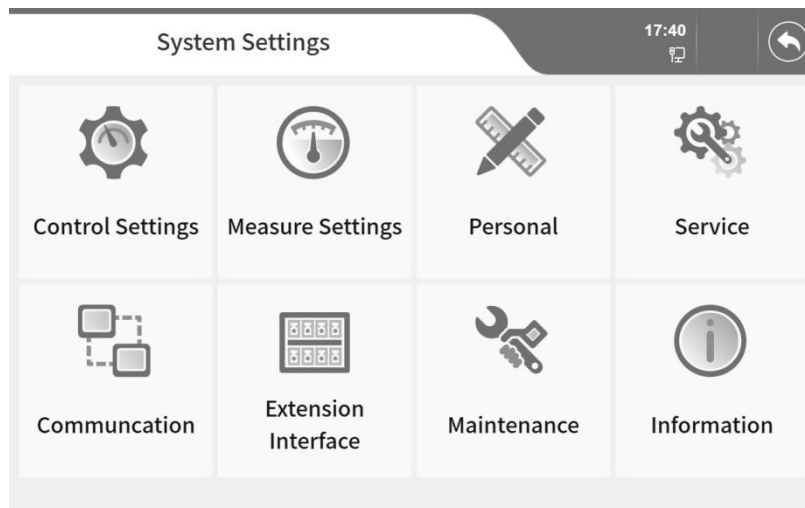 System Settings
17:40
Control Settings
Measure Settings
Personal
Service
Communcation
Extension
Interface
Maintenance
Information